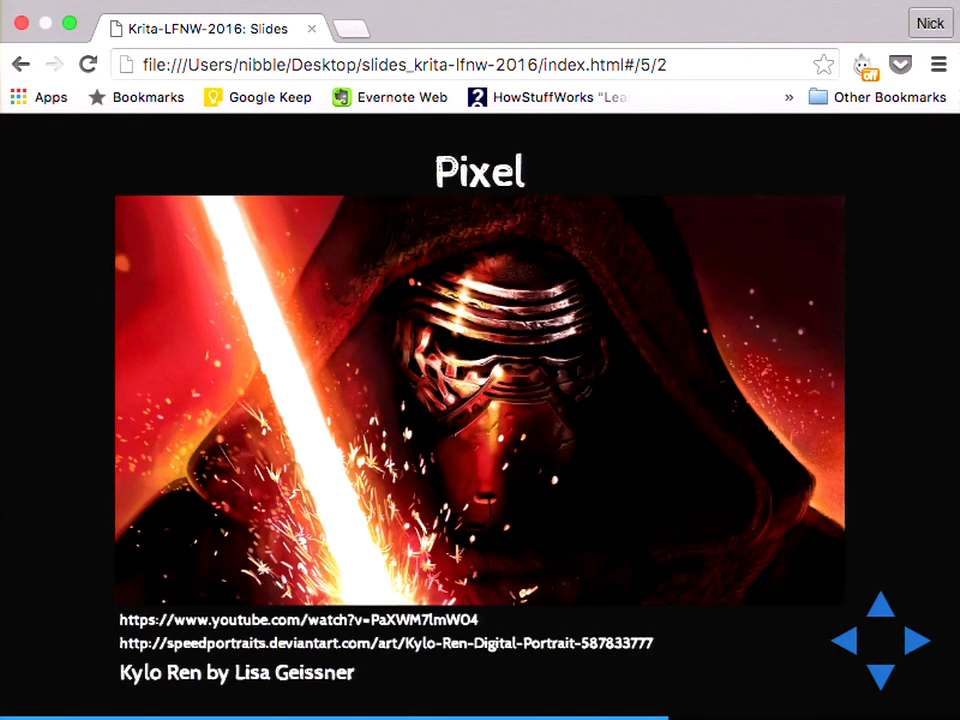 Krita-LFNW-2016: Slides
Nick
file:///Users/nibble/Desktop/slides_krita-lfnw-2016/index.html#/5/2
off
Apps Bookmarks Google Keep Evernote Web HowStuffWorks "Lea » Other Bookmarks
Pixel
https://www.youtube.com/watch?v=PaXWM7lmWO4
http://speedportraits.deviantart.com/art/Kylo-Ren-Digital-Portrait-587833777
Kylo Ren by Lisa Geissner